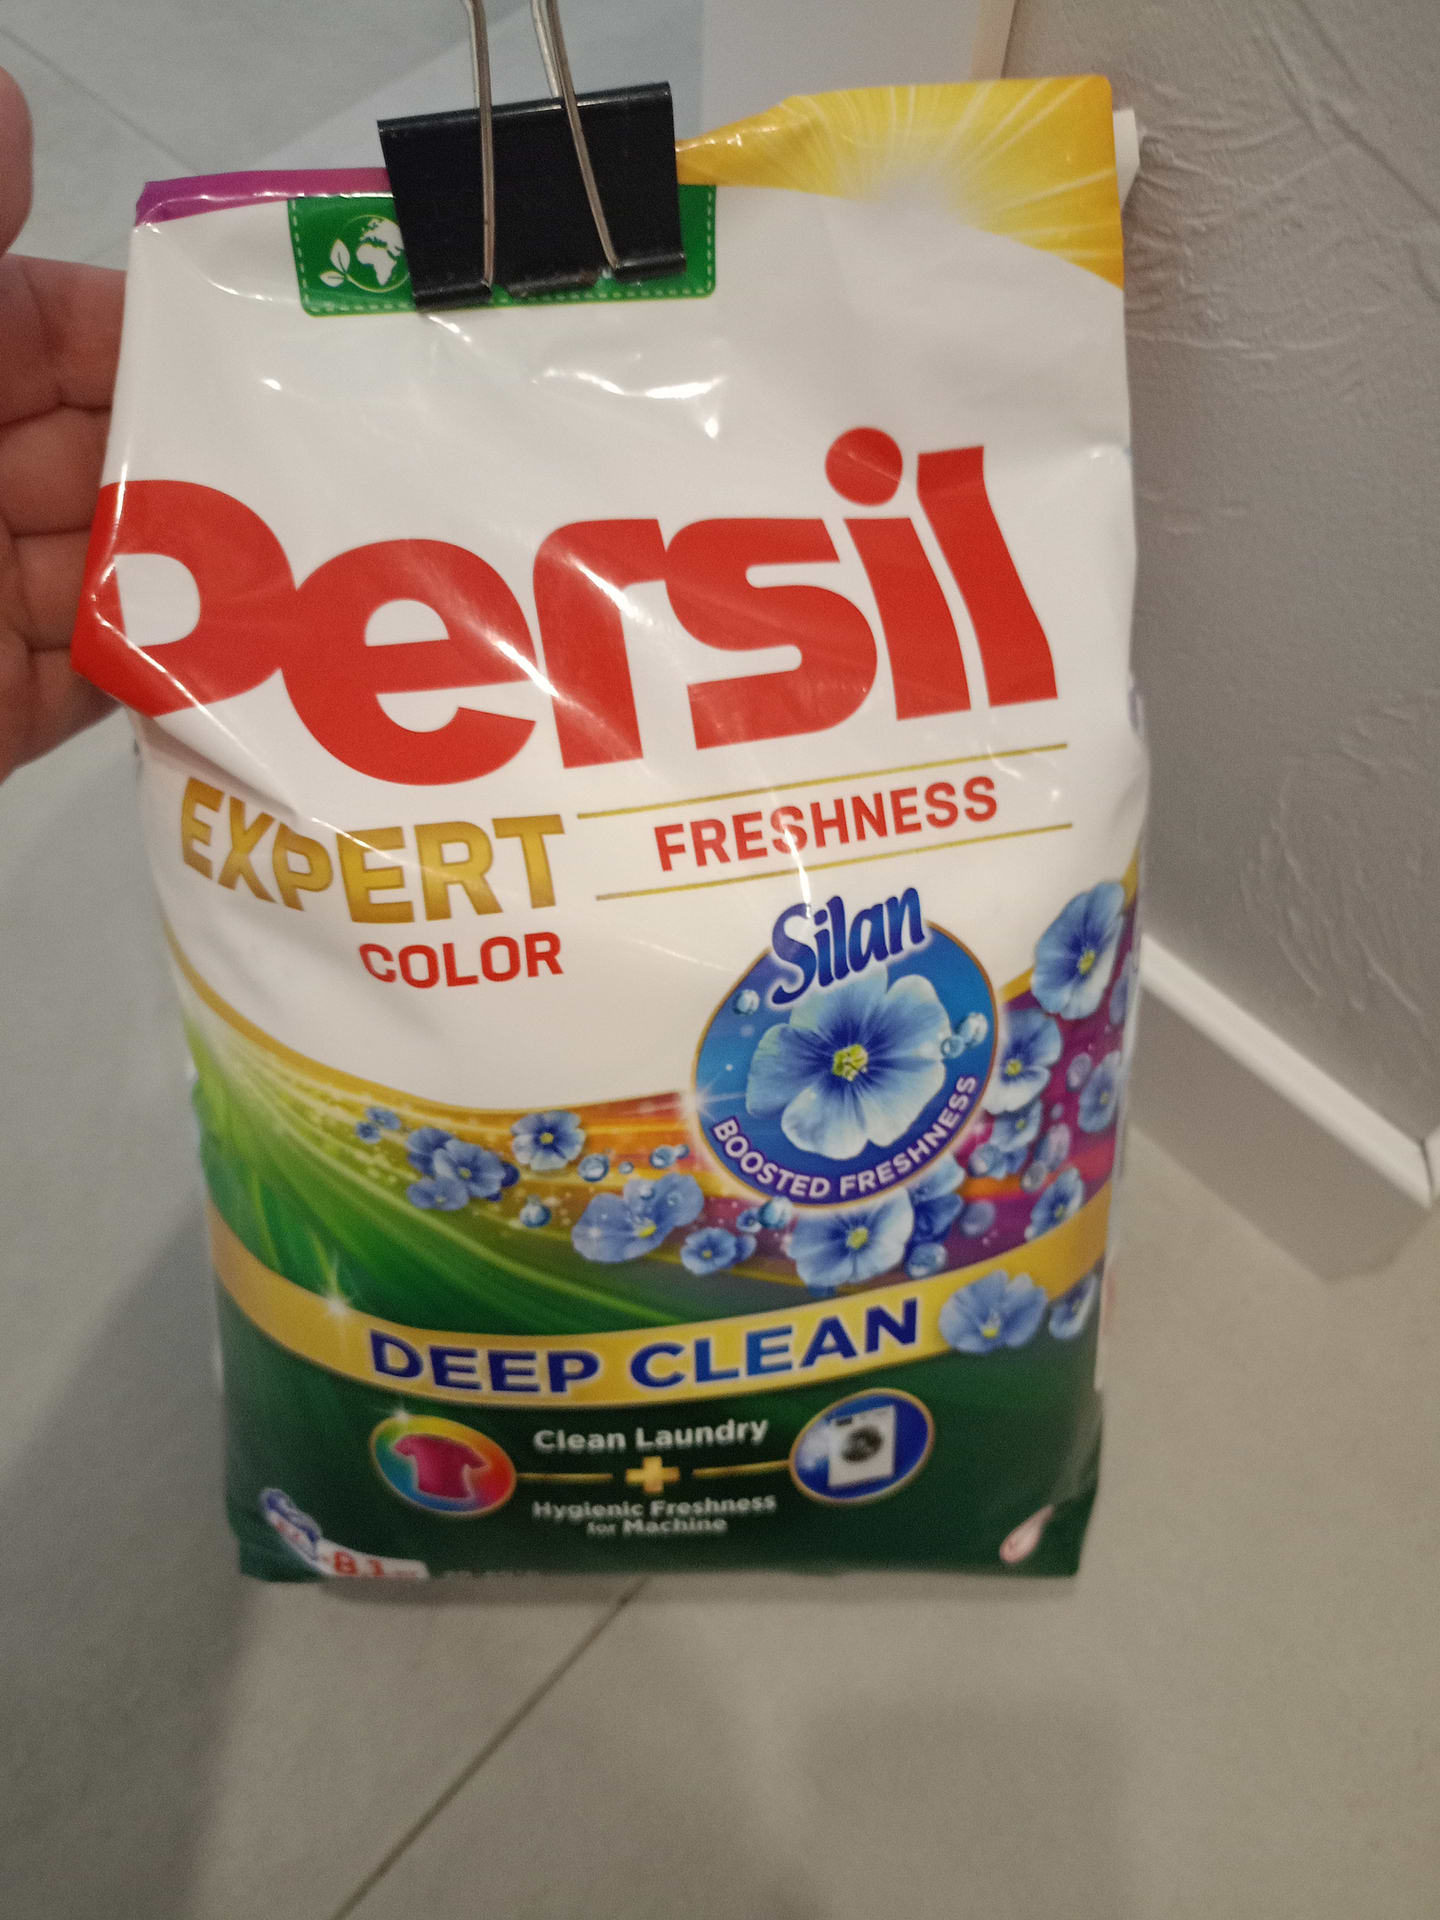 Persil
EXPERT
COLOR
FRESHNESS
Silan
BOOSTED FRESHNESS
DEEP CLEAN
Clean Laundry
+
Hygienic Freshness
for Machine